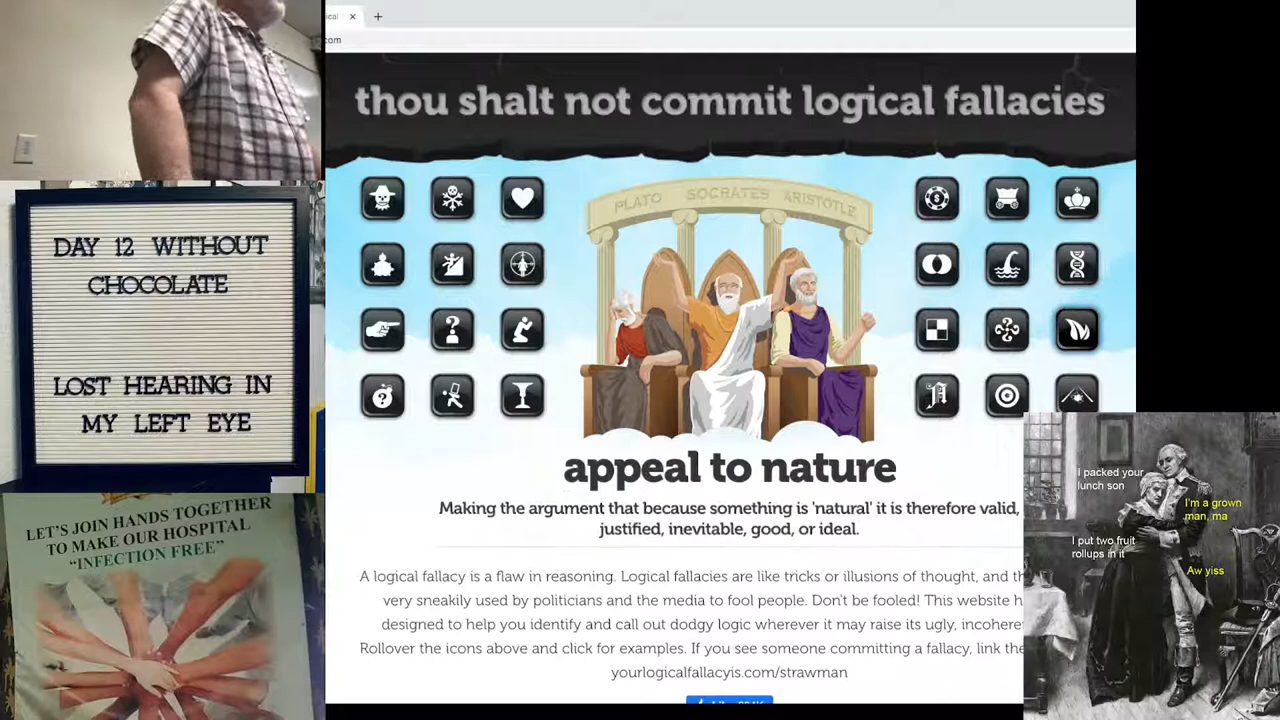 ical
com
thou shalt not commit logical fallacies
PLATO SOCRATES ARISTOTLE
appeal to nature
Making the argument that because something is 'natural' it is therefore valid,
justified, inevitable, good, or ideal.
A logical fallacy is a flaw in reasoning. Logical fallacies are like tricks or illusions of thought, and
very sneakily used by politicians and the media to fool people. Don't be fooled! This website
designed to help you identify and call out dodgy logic wherever it may raise its ugly,
Rollover the icons above and click for examples. If you see someone committing a fallacy, link
yourlogicalfallacyis.com/strawman
DAY 12 WITHOUT
CHOCOLATE
LOST HEARING IN
MY LEFT EYE
LET'S JOIN HANDS TOGETHER
TO MAKE OUR HOSPITAL
"INFECTION FREE"
I packed your
lunch son
I'm a grown
man, ma
I put two fruit
rollups in it
Aw yiss